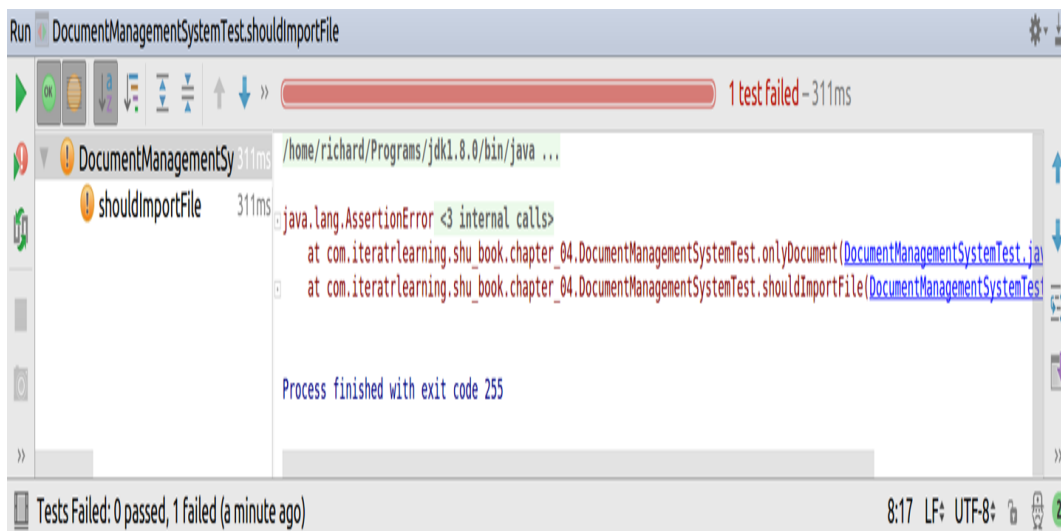 Run DocumentManagementSystemTest.shouldImportFile
OK a z » 1 test failed – 311ms
DocumentManagementSy 311ms
shouldImportFile 311ms
/home/richard/Programs/jdk1.8.0/bin/java ...
java.lang.AssertionError <3 internal calls>
at com.iteratrlearning.shu_book.chapter_04.DocumentManagementSystemTest.onlyDocument(DocumentManagementSystemTest.jav
at com.iteratrlearning.shu_book.chapter_04.DocumentManagementSystemTest.shouldImportFile(DocumentManagementSystemTest
Process finished with exit code 255
» »
Tests Failed: 0 passed, 1 failed (a minute ago) 8:17 LF UTF-8 2